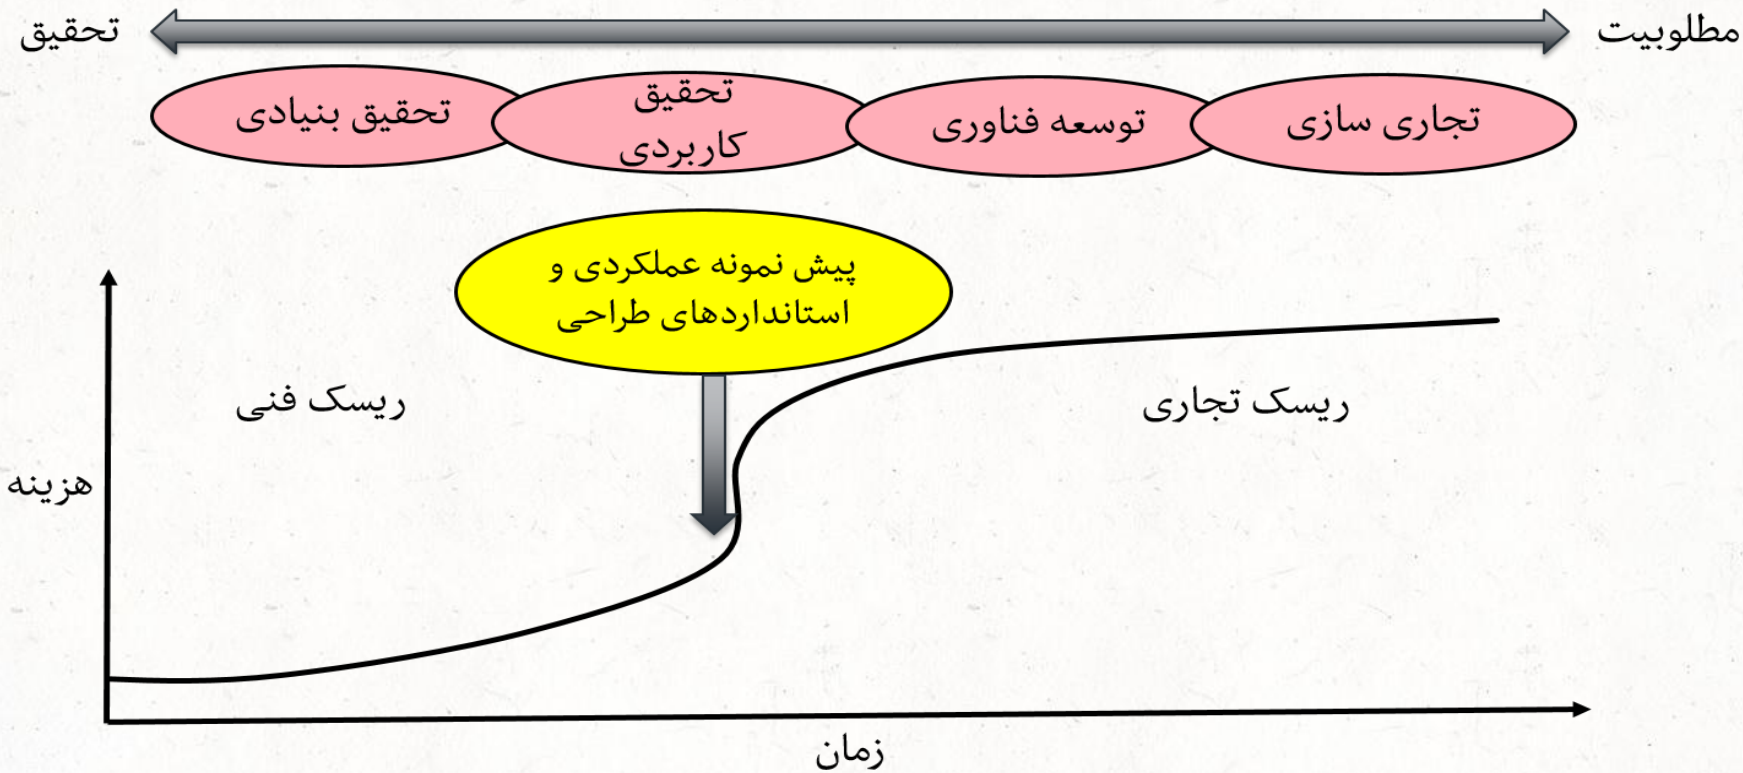 مطلوبیت
تحقیق
تجاری سازی
توسعه فناوری
تحقیق
کاربردی
تحقیق بنیادی
پیش نمونه عملکردی و
استانداردهای طراحی
ریسک تجاری
ریسک فنی
هزینه
زمان